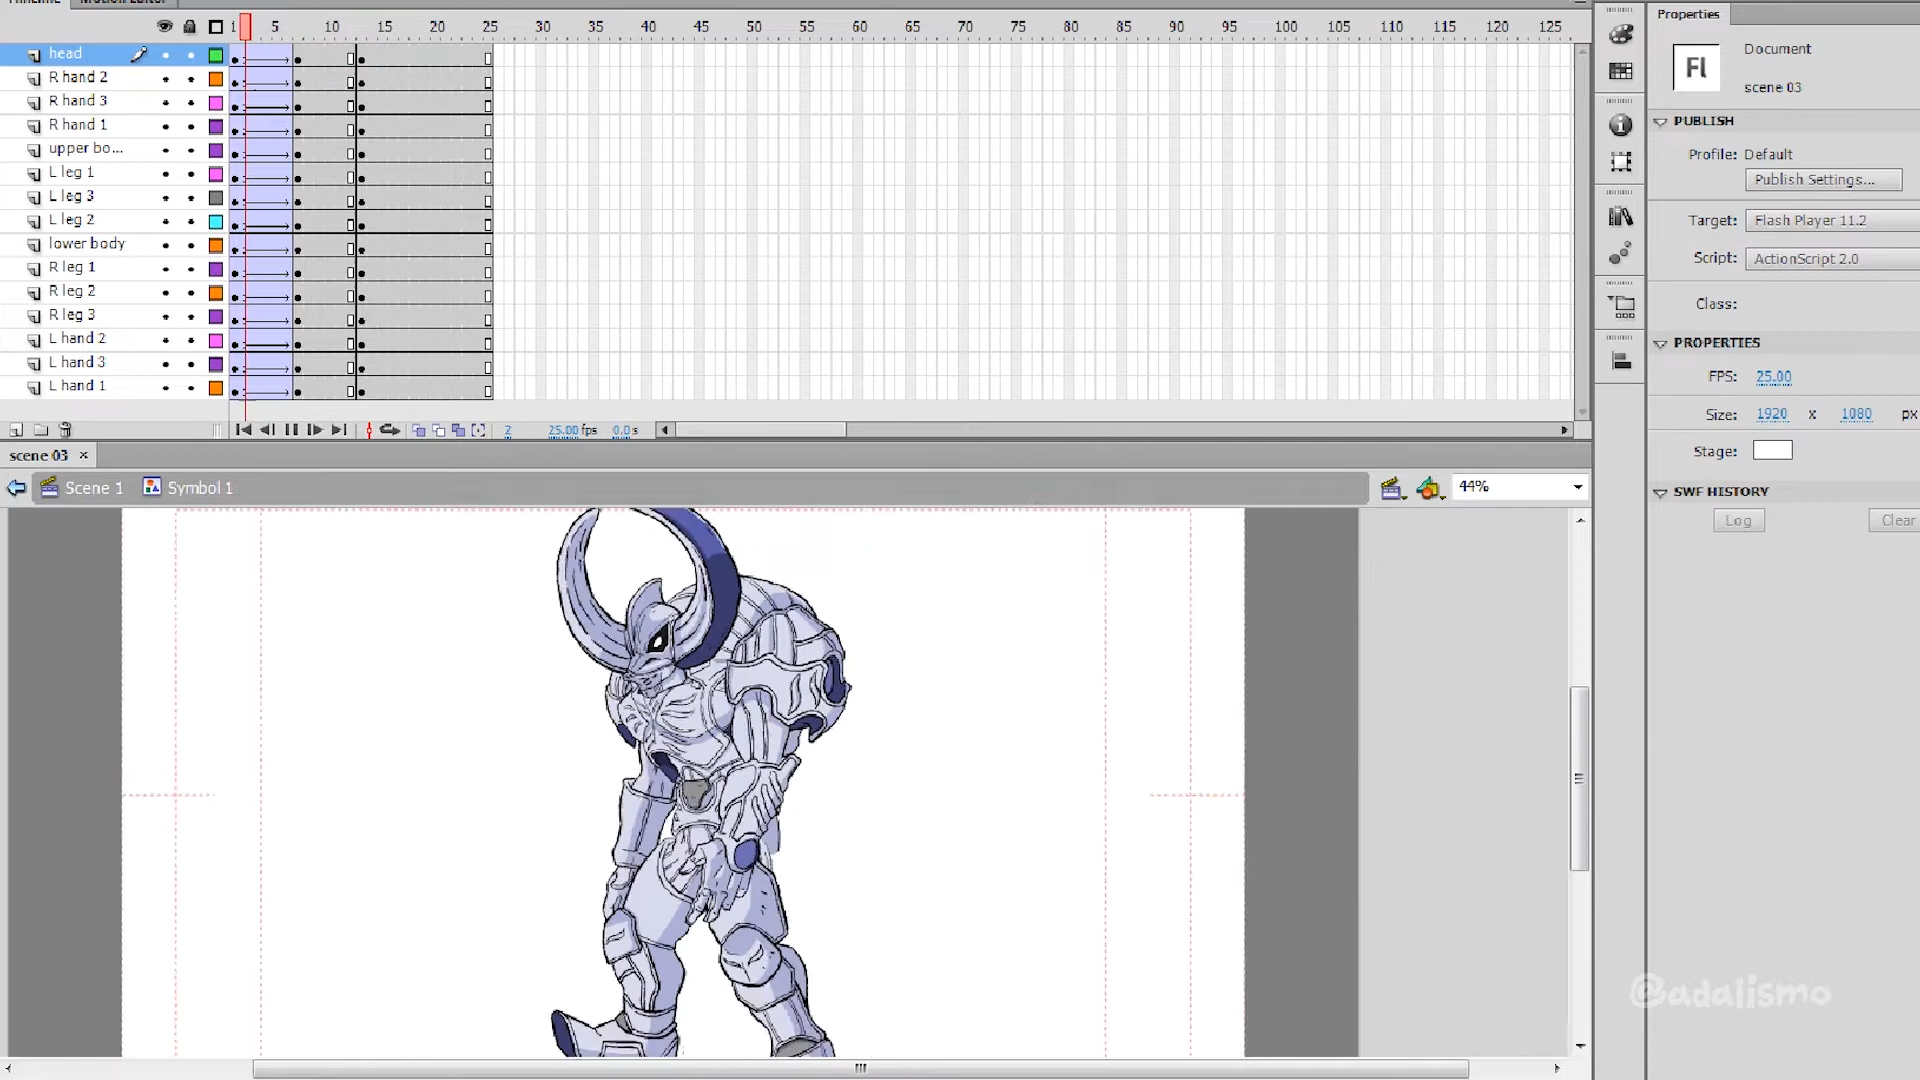 Timeline Motion Editor
1 5 10 15 20 25 30 35 40 45 50 55 60 65 70 75 80 85 90 95 100 105 110 115 120 125
head
R hand 2
R hand 3
R hand 1
upper bo...
L leg 1
L leg 3
L leg 2
lower body
R leg 1
R leg 2
R leg 3
L hand 2
L hand 3
L hand 1
2 25.00 fps 0.0 s
scene 03 ×
Scene 1 Symbol 1
44%
Properties
Fl
Document
scene 03
PUBLISH
Profile: Default
Publish Settings...
Target: Flash Player 11.2
Script: ActionScript 2.0
Class:
PROPERTIES
FPS: 25.00
Size: 1920 x 1080 px
Stage:
SWF HISTORY
Log Clear
@adalismo